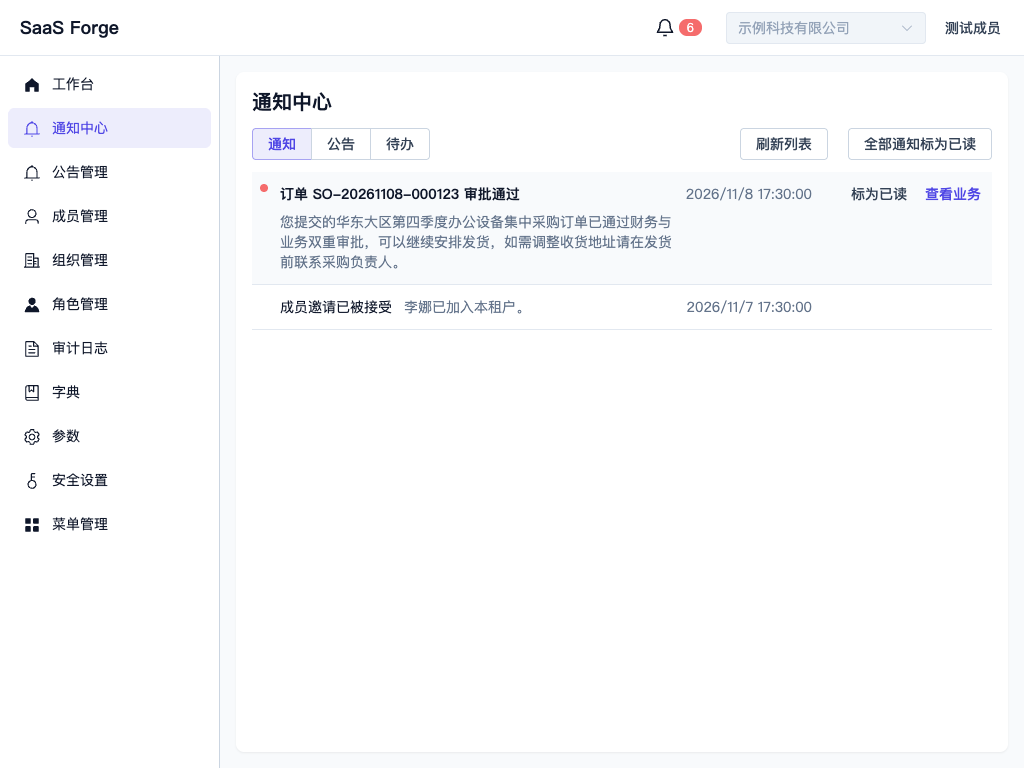 SaaS Forge
6
示例科技有限公司
测试成员
工作台
通知中心
公告管理
成员管理
组织管理
角色管理
审计日志
字典
参数
安全设置
菜单管理
通知中心
通知 公告 待办
刷新列表 全部通知标为已读
订单 SO-20261108-000123 审批通过 2026/11/8 17:30:00 标为已读 查看业务
您提交的华东大区第四季度办公设备集中采购订单已通过财务与
业务双重审批，可以继续安排发货，如需调整收货地址请在发货
前联系采购负责人。
成员邀请已被接受 李娜已加入本租户。 2026/11/7 17:30:00